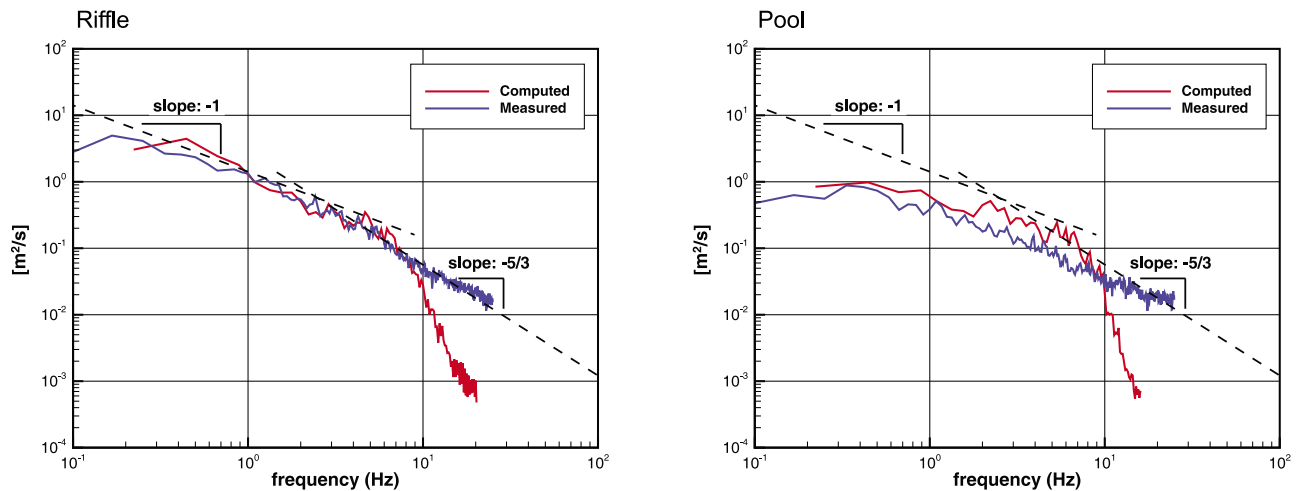 Riffle
10²
10¹
10⁰
10⁻¹
10⁻²
10⁻³
10⁻⁴
[m²/s]
slope: -1
Computed
Measured
slope: -5/3
10⁻¹
10⁰
10¹
10²
frequency (Hz)
Pool
10²
10¹
10⁰
10⁻¹
10⁻²
10⁻³
10⁻⁴
[m²/s]
slope: -1
Computed
Measured
slope: -5/3
10⁻¹
10⁰
10¹
10²
frequency (Hz)